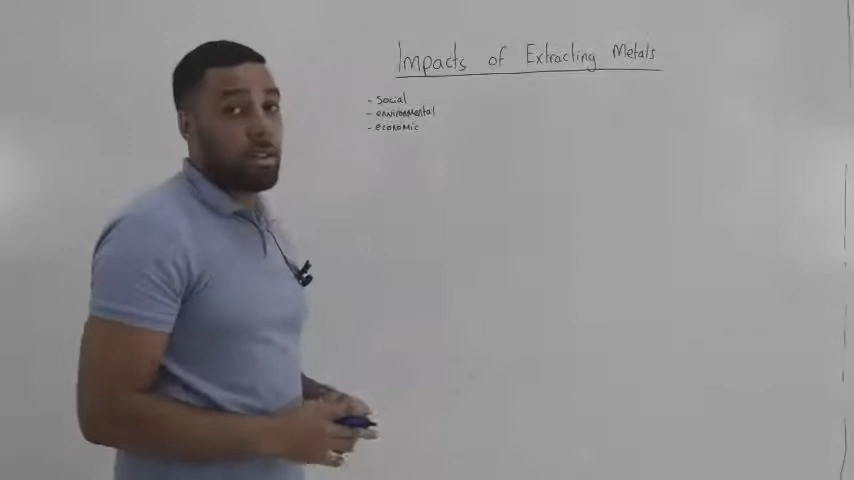 Impacts of Extracting Metals
- Social
- environmental
- economic